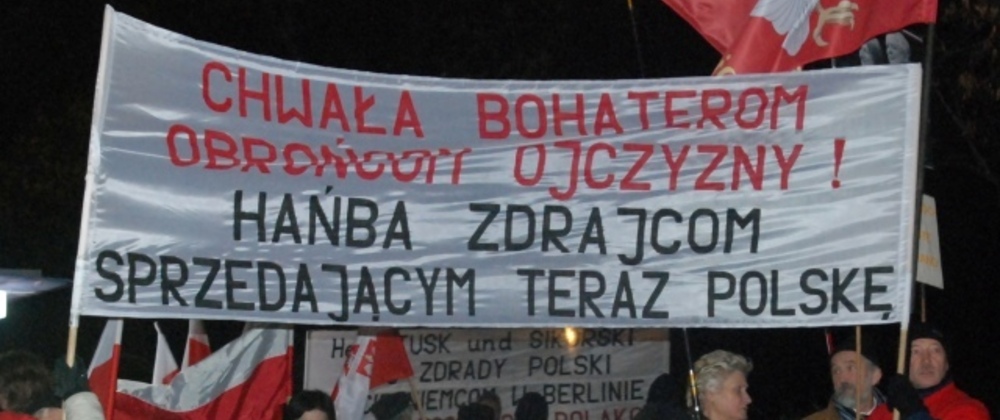 CHWAŁA BOHATEROM
OBROŃCOM OJCZYZNY !
HAŃBA ZDRAJCOM
SPRZEDAJĄCYM TERAZ POLSKĘ
TUSK und SIKORSKI
ZDRADY POLSKI
BERLINIE